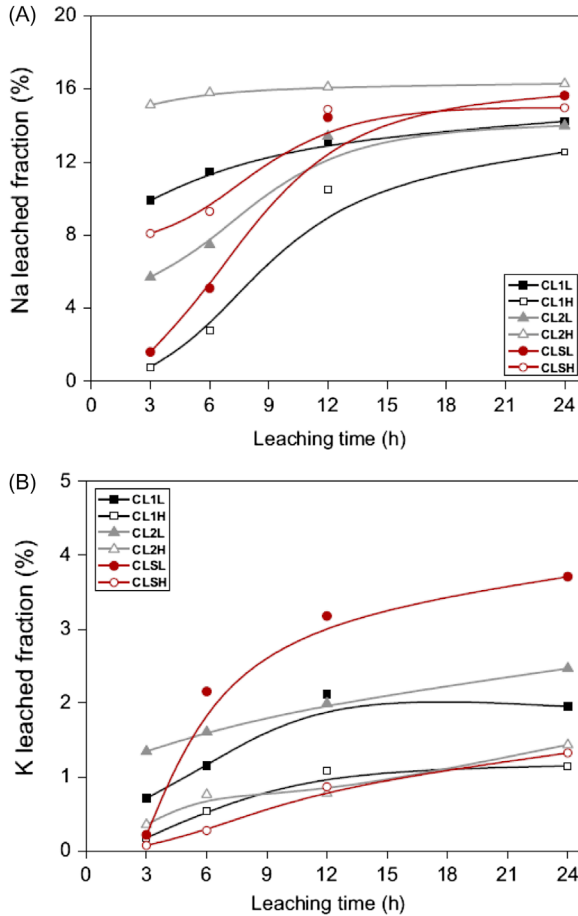 (A)
20
16
12
8
4
0
Na leached fraction (%)
CL1L
CL1H
CL2L
CL2H
CLSL
CLSH
0 3 6 9 12 15 18 21 24
Leaching time (h)
(B)
5
4
3
2
1
0
K leached fraction (%)
CL1L
CL1H
CL2L
CL2H
CLSL
CLSH
0 3 6 9 12 15 18 21 24
Leaching time (h)